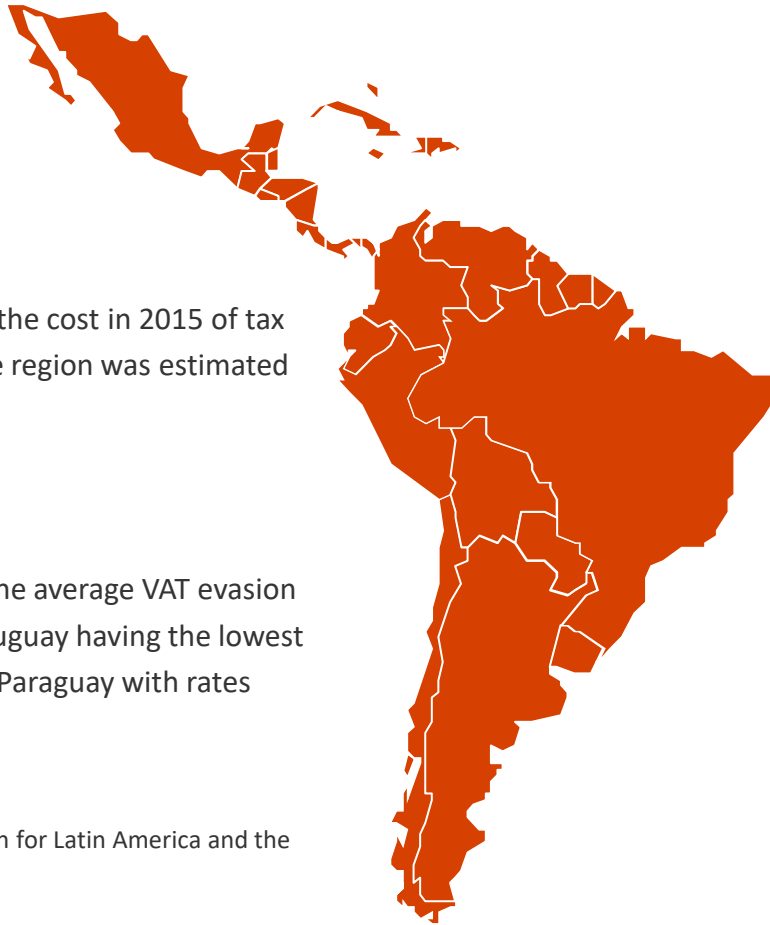 the cost in 2015 of tax
e region was estimated
he average VAT evasion
uguay having the lowest
Paraguay with rates
n for Latin America and the